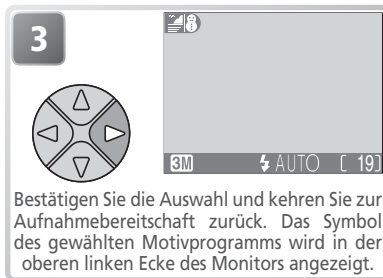 3
3M AUTO [ 19]
Bestätigen Sie die Auswahl und kehren Sie zur
Aufnahmebereitschaft zurück. Das Symbol
des gewählten Motivprogramms wird in der
oberen linken Ecke des Monitors angezeigt.